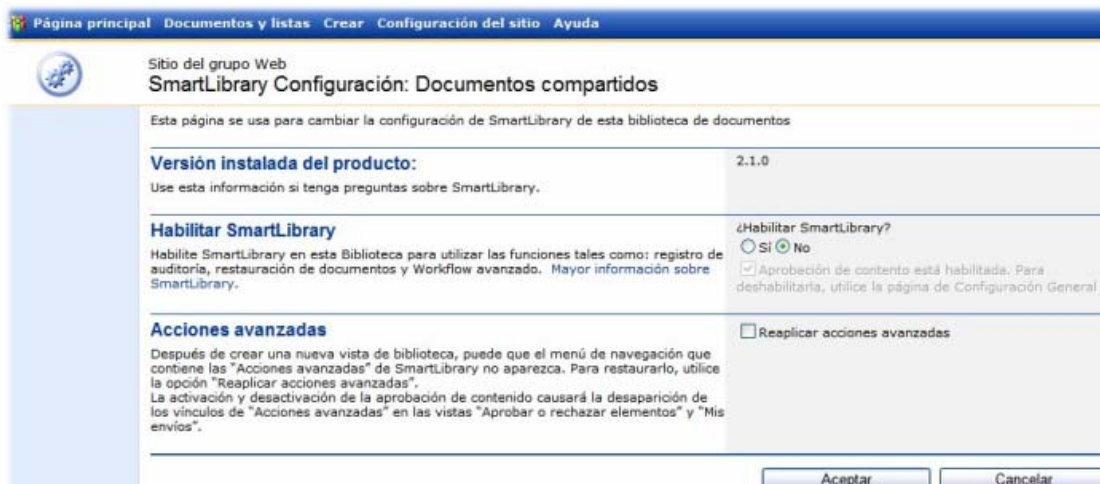 Página principal Documentos y listas Crear Configuración del sitio Ayuda
Sitio del grupo Web
SmartLibrary Configuración: Documentos compartidos
Esta página se usa para cambiar la configuración de SmartLibrary de esta biblioteca de documentos
Versión instalada del producto:
2.1.0
Use esta información si tenga preguntas sobre SmartLibrary.
Habilitar SmartLibrary
¿Habilitar SmartLibrary?
Habilite SmartLibrary en esta Biblioteca para utilizar las funciones tales como: registro de
auditoría, restauración de documentos y Workflow avanzado. Mayor información sobre
SmartLibrary.
Sí No
Aprobación de contento está habilitada. Para
deshabilitarla, utilice la página de Configuración General
Acciones avanzadas
Reaplicar acciones avanzadas
Después de crear una nueva vista de biblioteca, puede que el menú de navegación que
contiene las "Acciones avanzadas" de SmartLibrary no aparezca. Para restaurarlo, utilice
la opción "Reaplicar acciones avanzadas".
La activación y desactivación de la aprobación de contenido causará la desaparición de
los vínculos de "Acciones avanzadas" en las vistas "Aprobar o rechazar elementos" y "Mis
envíos".
Aceptar Cancelar